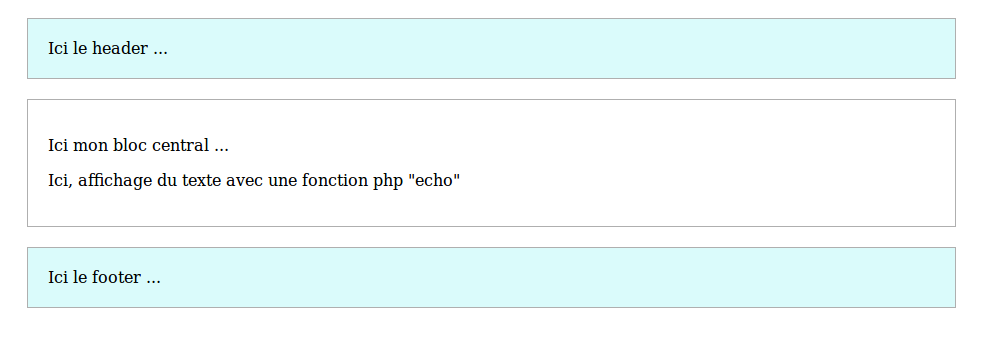 Ici le header ...
Ici mon bloc central ...
Ici, affichage du texte avec une fonction php "echo"
Ici le footer ...